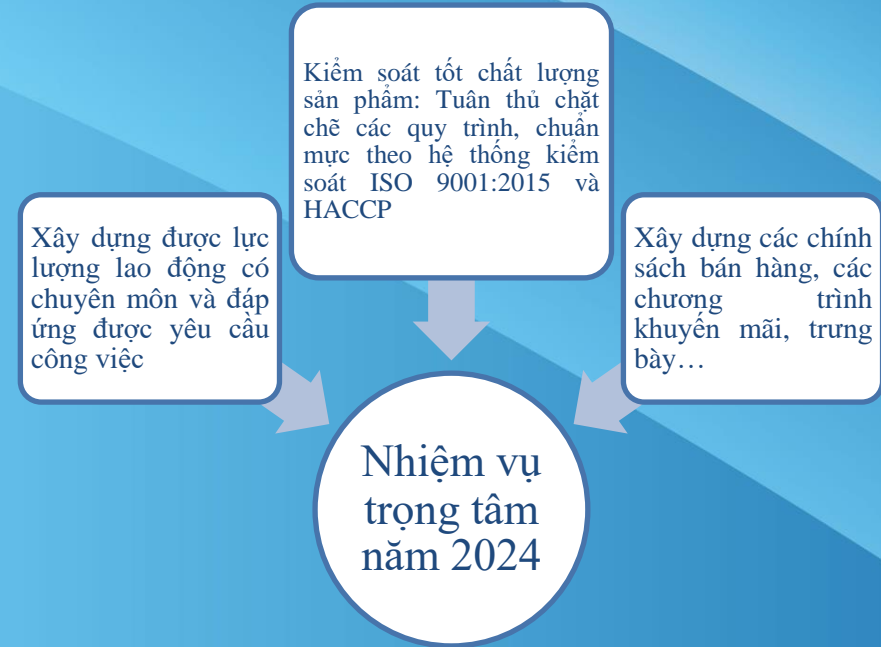 Kiểm soát tốt chất lượng
sản phẩm: Tuân thủ chặt
chẽ các quy trình, chuẩn
mực theo hệ thống kiểm
soát ISO 9001:2015 và
HACCP
Xây dựng được lực
lượng lao động có
chuyên môn và đáp
ứng được yêu cầu
công việc
Xây dựng các chính
sách bán hàng, các
chương trình
khuyến mãi, trưng
bày…
Nhiệm vụ
trọng tâm
năm 2024